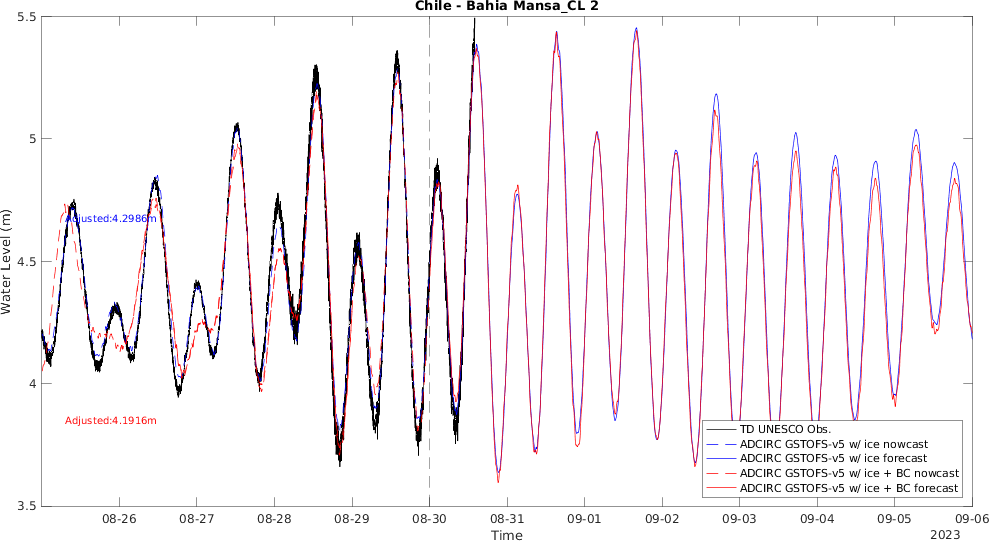 Chile - Bahia Mansa_CL 2
5.5
5
4.5
4
3.5
Water Level (m)
Adjusted:4.2986m
Adjusted:4.1916m
TD UNESCO Obs.
ADCIRC GSTOFS-v5 w/ ice nowcast
ADCIRC GSTOFS-v5 w/ ice forecast
ADCIRC GSTOFS-v5 w/ ice + BC nowcast
ADCIRC GSTOFS-v5 w/ ice + BC forecast
08-26 08-27 08-28 08-29 08-30 08-31 09-01 09-02 09-03 09-04 09-05 09-06
Time
2023